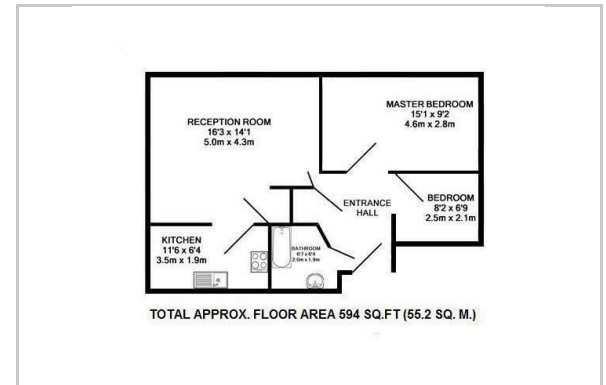 MASTER BEDROOM
15'1 x 9'2
4.6m x 2.8m
RECEPTION ROOM
16'3 x 14'1
5.0m x 4.3m
BEDROOM
8'2 x 6'9
2.5m x 2.1m
ENTRANCE
HALL
KITCHEN
11'6 x 6'4
3.5m x 1.9m
BATHROOM
6'7 x 6'4
2.0m x 1.9m
TOTAL APPROX. FLOOR AREA 594 SQ.FT (55.2 SQ. M.)